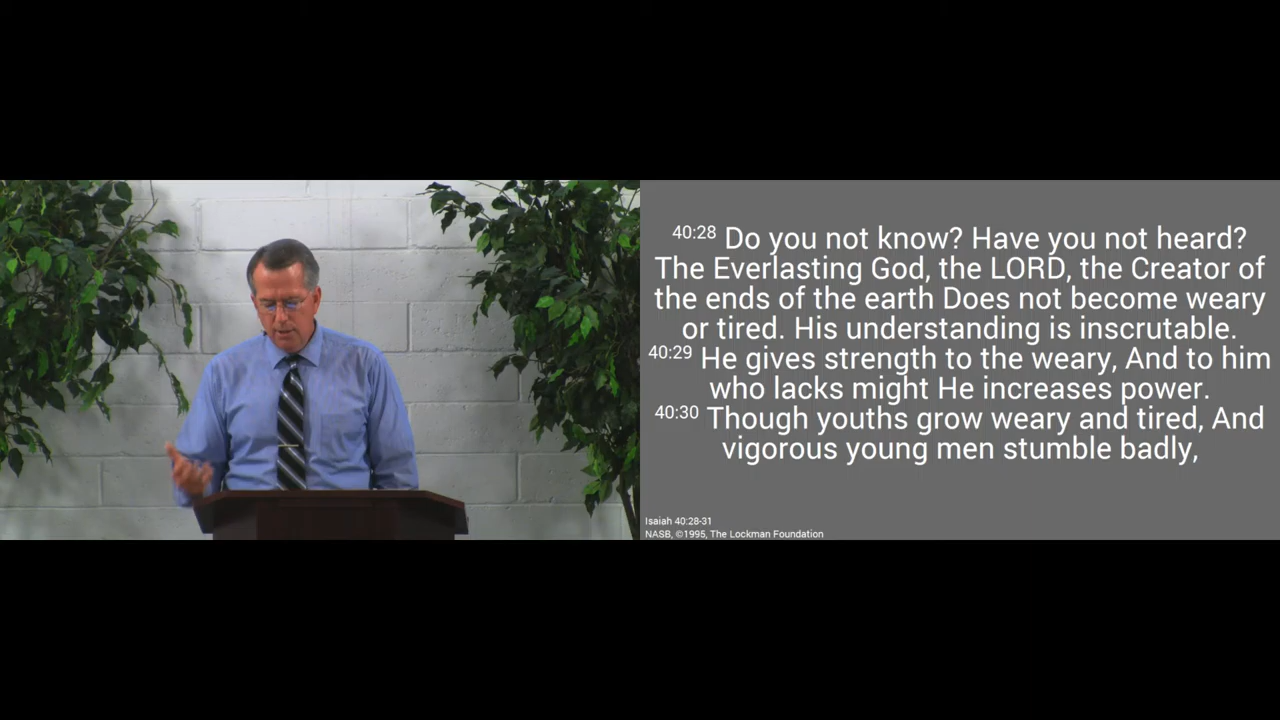 40:28 Do you not know? Have you not heard?
The Everlasting God, the LORD, the Creator of
the ends of the earth Does not become weary
or tired. His understanding is inscrutable.
40:29 He gives strength to the weary, And to him
who lacks might He increases power.
40:30 Though youths grow weary and tired, And
vigorous young men stumble badly,
Isaiah 40:28-31
NASB, ©1995, The Lockman Foundation